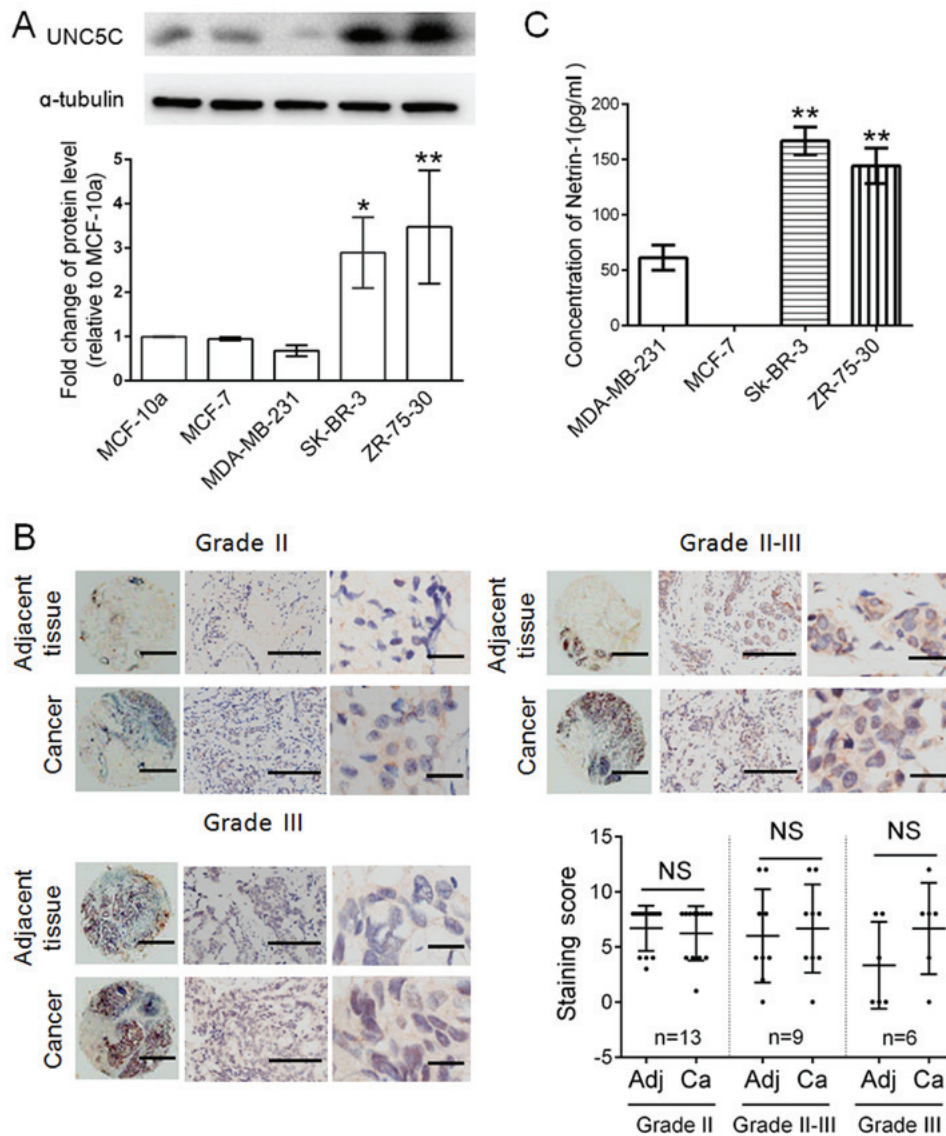 A
UNC5C
α-tubulin
Fold change of protein level
(relative to MCF-10a)
5
4
3
2
1
0
*
**
MCF-10a
MCF-7
MDA-MB-231
SK-BR-3
ZR-75-30
C
Concentration of Netrin-1(pg/ml)
200
150
100
50
0
**
**
MDA-MB-231
MCF-7
Sk-BR-3
ZR-75-30
B
Grade II
Adjacent
tissue
Cancer
Grade II-III
Adjacent
tissue
Cancer
Grade III
Adjacent
tissue
Cancer
Staining score
15
10
5
0
-5
NS
NS
NS
n=13
n=9
n=6
Adj Ca Adj Ca Adj Ca
Grade II Grade II-III Grade III